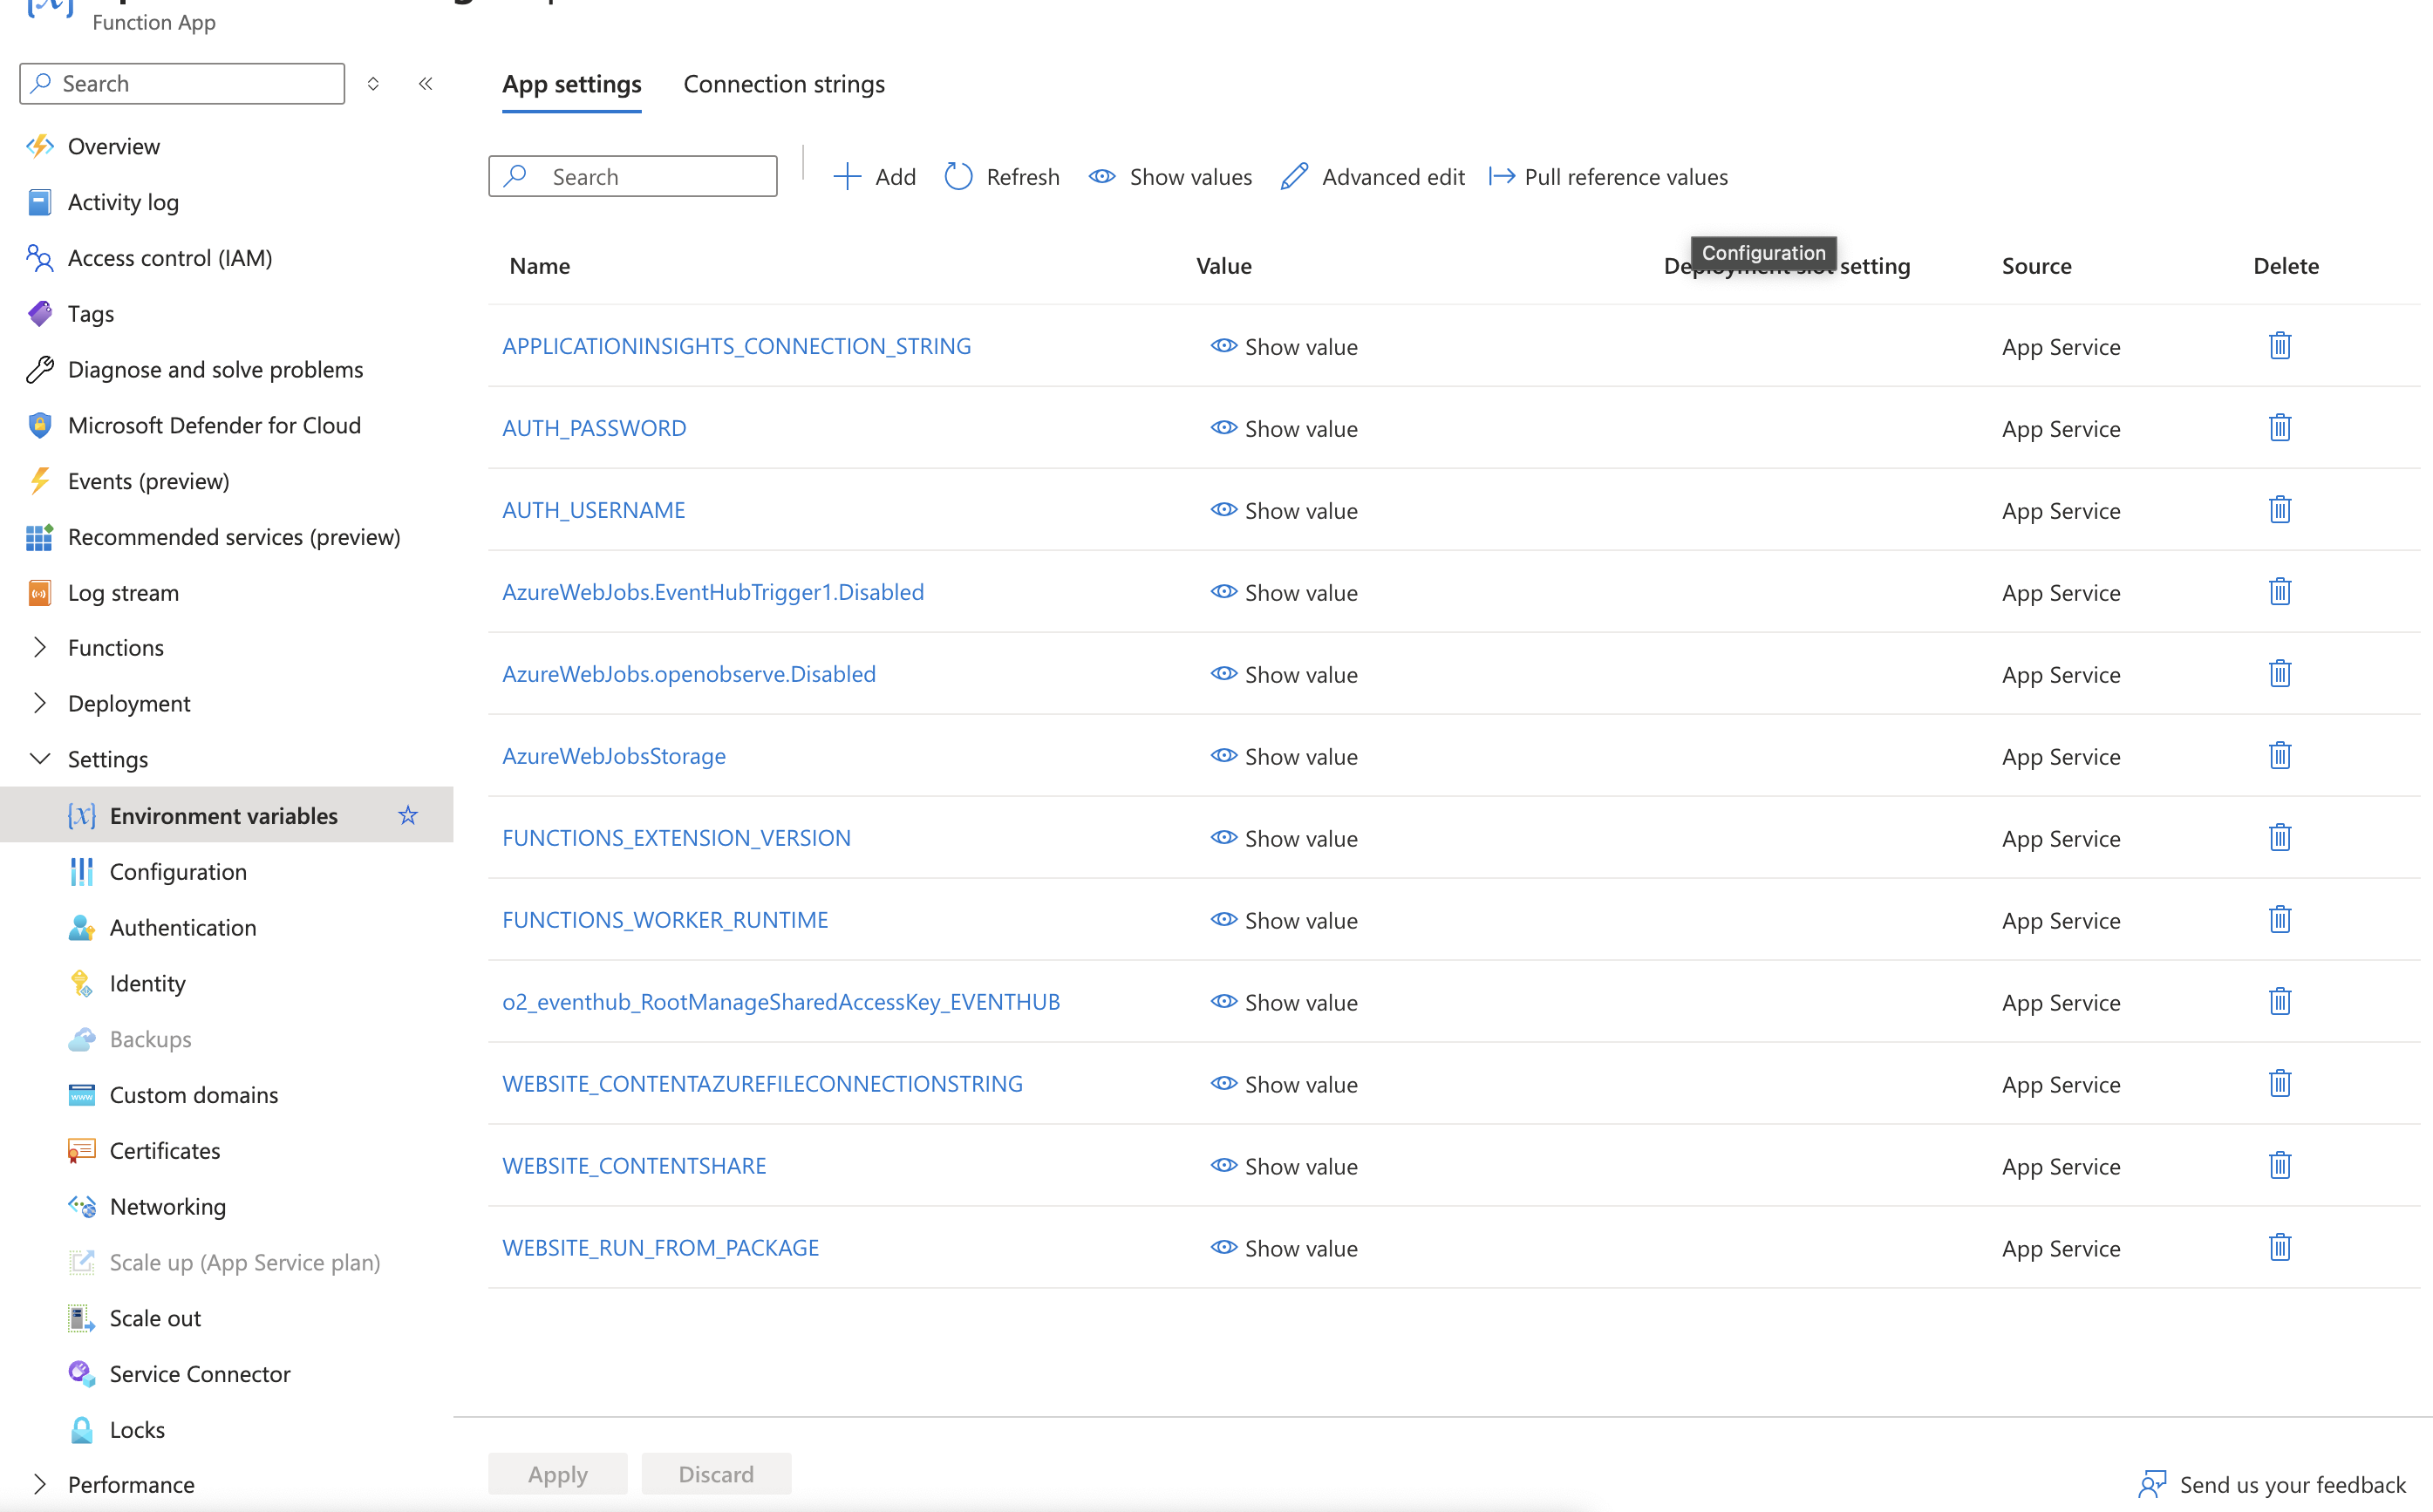 Function App
Search
Overview
Activity log
Access control (IAM)
Tags
Diagnose and solve problems
Microsoft Defender for Cloud
Events (preview)
Recommended services (preview)
Log stream
Functions
Deployment
Settings
Environment variables
Configuration
Authentication
Identity
Backups
Custom domains
Certificates
Networking
Scale up (App Service plan)
Scale out
Service Connector
Locks
Performance
App settings Connection strings
Search Add Refresh Show values Advanced edit Pull reference values
Configuration
Name Value Deployment slot setting Source Delete
APPLICATIONINSIGHTS_CONNECTION_STRING Show value App Service
AUTH_PASSWORD Show value App Service
AUTH_USERNAME Show value App Service
AzureWebJobs.EventHubTrigger1.Disabled Show value App Service
AzureWebJobs.openobserve.Disabled Show value App Service
AzureWebJobsStorage Show value App Service
FUNCTIONS_EXTENSION_VERSION Show value App Service
FUNCTIONS_WORKER_RUNTIME Show value App Service
o2_eventhub_RootManageSharedAccessKey_EVENTHUB Show value App Service
WEBSITE_CONTENTAZUREFILECONNECTIONSTRING Show value App Service
WEBSITE_CONTENTSHARE Show value App Service
WEBSITE_RUN_FROM_PACKAGE Show value App Service
Apply Discard
Send us your feedback